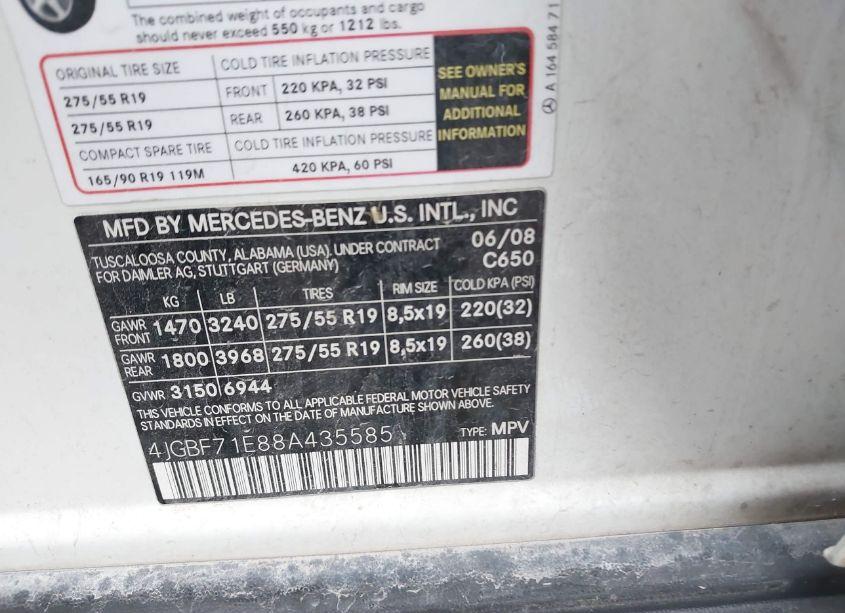 The combined weight of occupants and cargo
should never exceed 550 kg or 1212 lbs.
ORIGINAL TIRE SIZE COLD TIRE INFLATION PRESSURE
275/55 R19 FRONT 220 KPA, 32 PSI
275/55 R19 REAR 260 KPA, 38 PSI
COMPACT SPARE TIRE COLD TIRE INFLATION PRESSURE
165/90 R19 119M 420 KPA, 60 PSI
SEE OWNER'S
MANUAL FOR
ADDITIONAL
INFORMATION
A 164 584 71
MFD BY MERCEDES-BENZ U.S. INTL., INC
TUSCALOOSA COUNTY, ALABAMA (USA). UNDER CONTRACT 06/08
FOR DAIMLER AG, STUTTGART (GERMANY) C650
KG LB TIRES RIM SIZE COLD KPA (PSI)
GAWR FRONT 1470 3240 275/55 R19 8,5x19 220(32)
GAWR REAR 1800 3968 275/55 R19 8,5x19 260(38)
GVWR 3150 6944
THIS VEHICLE CONFORMS TO ALL APPLICABLE FEDERAL MOTOR VEHICLE SAFETY
STANDARDS IN EFFECT ON THE DATE OF MANUFACTURE SHOWN ABOVE.
4JGBF71E88A435585 TYPE: MPV